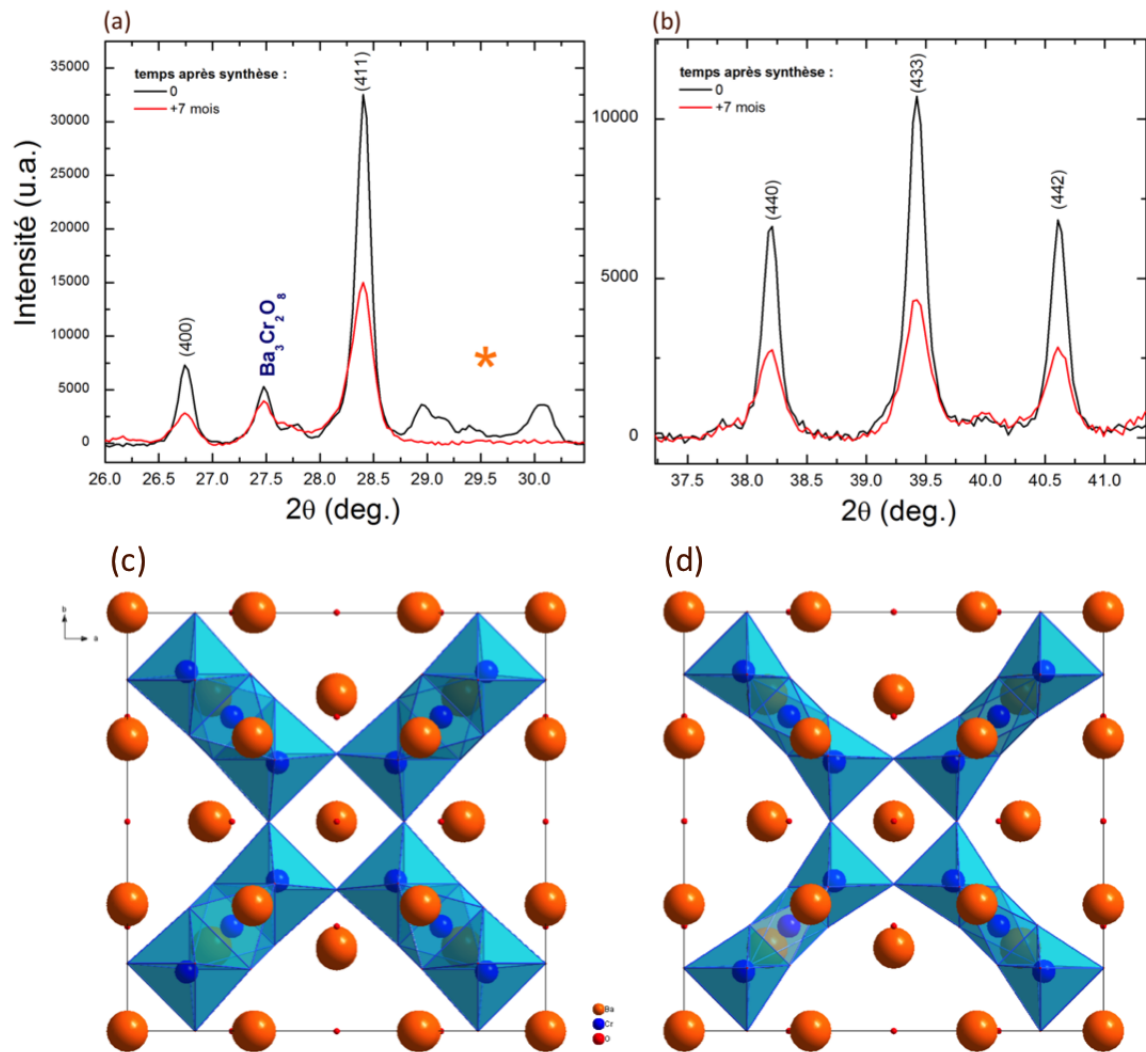 (a)
(b)
temps après synthèse :
0
+7 mois
(400)
Ba3Cr2O8
(411)
*
35000
30000
25000
20000
15000
10000
5000
0
Intensité (u.a.)
26.0 26.5 27.0 27.5 28.0 28.5 29.0 29.5 30.0
2θ (deg.)
temps après synthèse :
0
+7 mois
(440)
(433)
(442)
10000
5000
0
37.5 38.0 38.5 39.0 39.5 40.0 40.5 41.0
2θ (deg.)
(c)
(d)
b
a
Ba
Cr
O